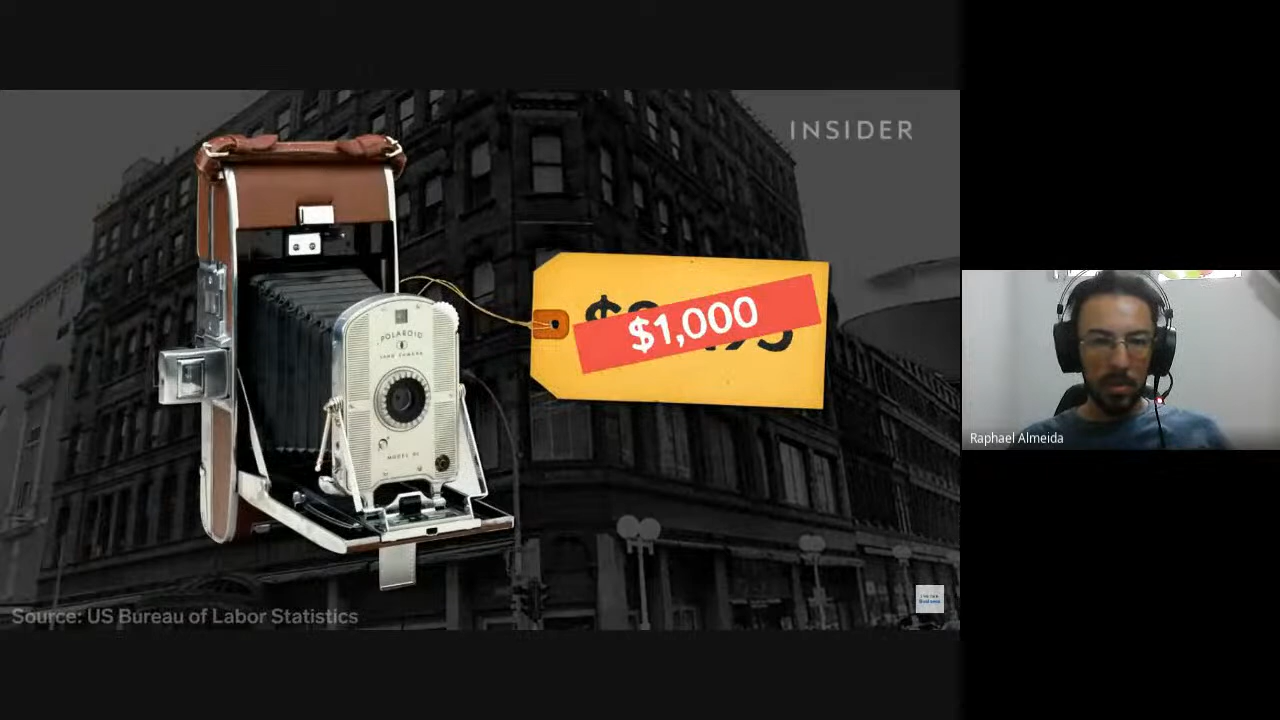 INSIDER
$1,000
POLAROID
LAND CAMERA
MODEL 95
Source: US Bureau of Labor Statistics
Raphael Almeida